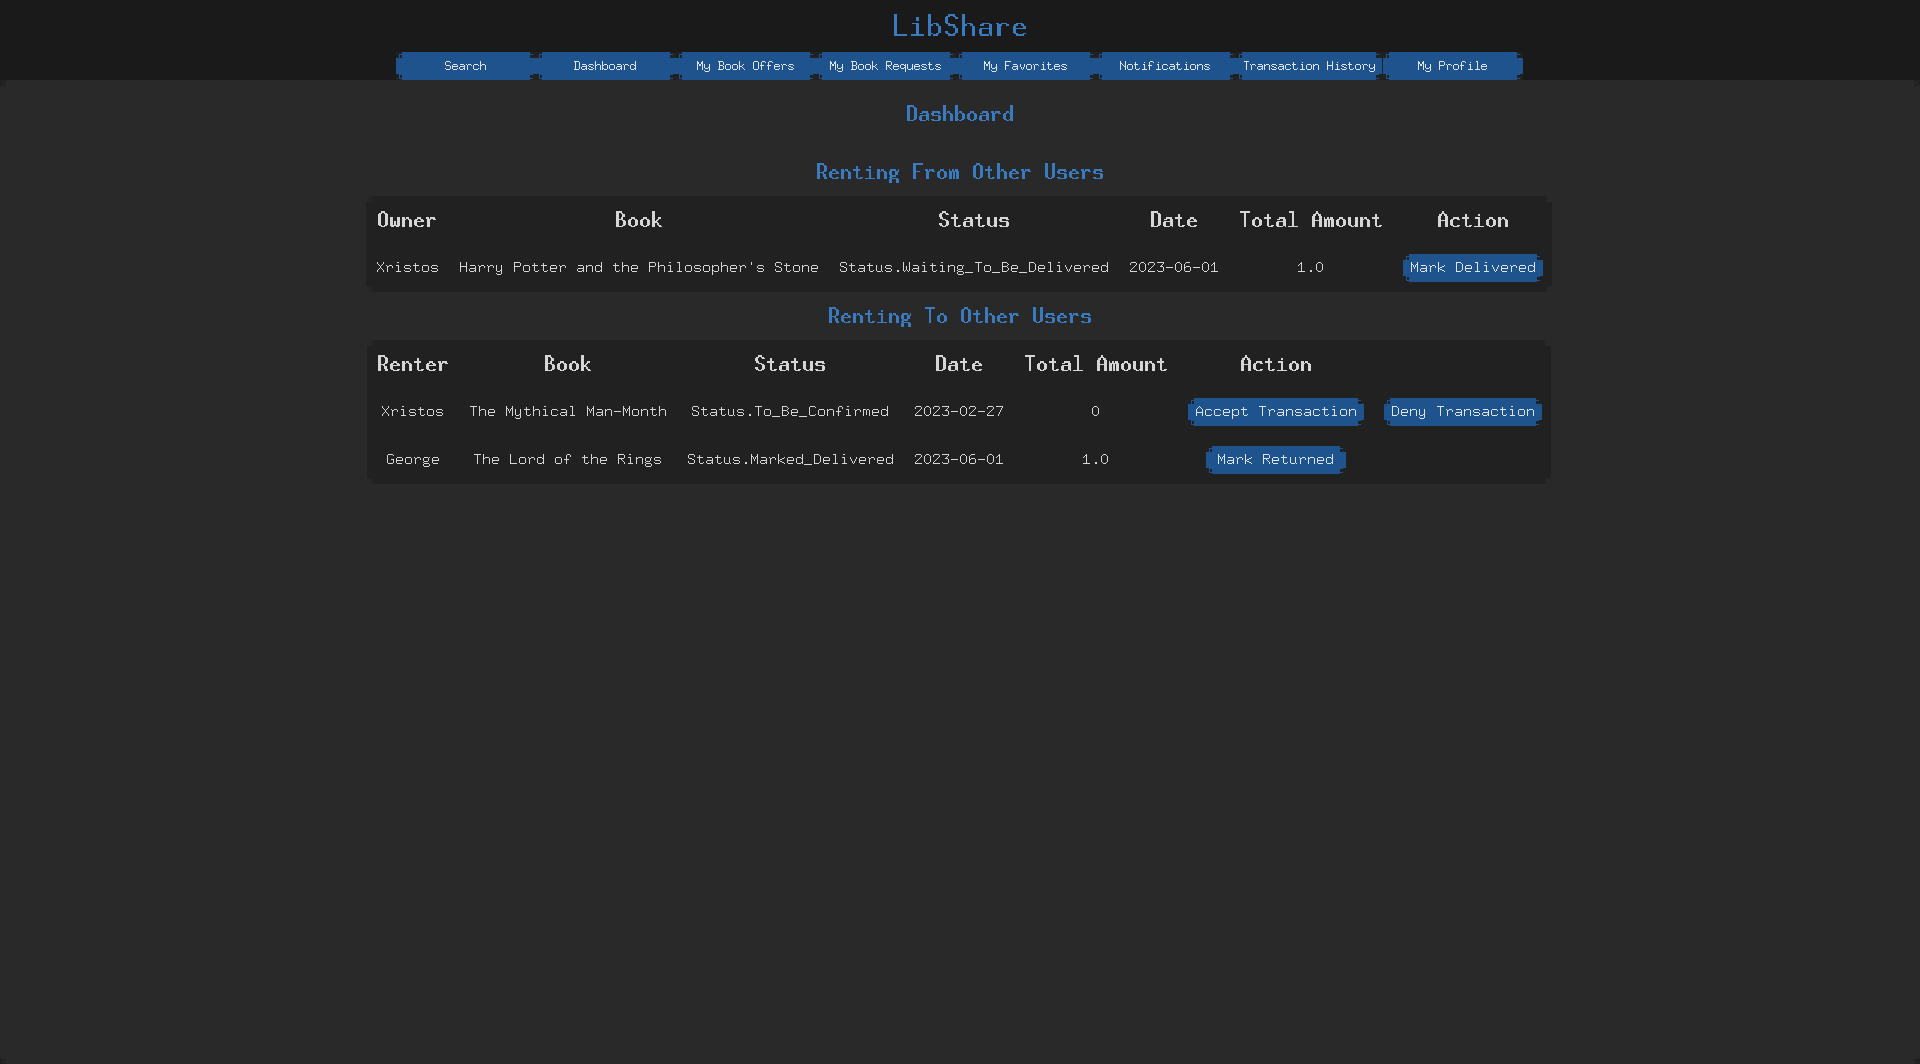 LibShare
Search Dashboard My Book Offers My Book Requests My Favorites Notifications Transaction History My Profile
Dashboard
Renting From Other Users
Owner Book Status Date Total Amount Action
Xristos Harry Potter and the Philosopher's Stone Status.Waiting_To_Be_Delivered 2023-06-01 1.0 Mark Delivered
Renting To Other Users
Renter Book Status Date Total Amount Action
Xristos The Mythical Man-Month Status.To_Be_Confirmed 2023-02-27 0 Accept Transaction Deny Transaction
George The Lord of the Rings Status.Marked_Delivered 2023-06-01 1.0 Mark Returned